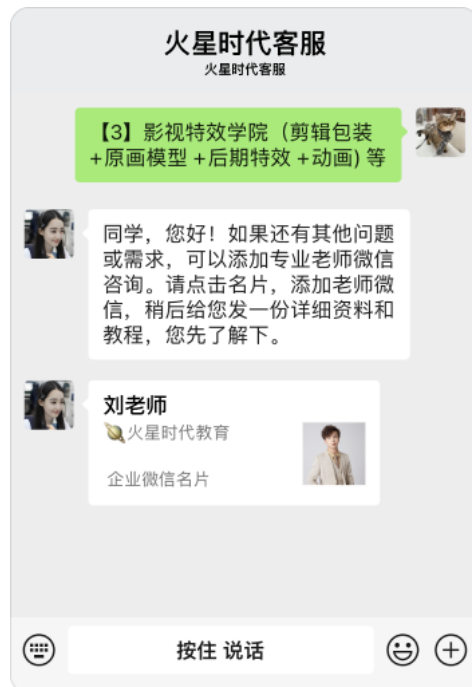 火星时代客服
火星时代客服
【3】影视特效学院（剪辑包装
+原画模型 +后期特效 +动画) 等
同学，您好！如果还有其他问题
或需求，可以添加专业老师微信
咨询。请点击名片，添加老师微
信，稍后给您发一份详细资料和
教程，您先了解下。
刘老师
火星时代教育
企业微信名片
按住 说话